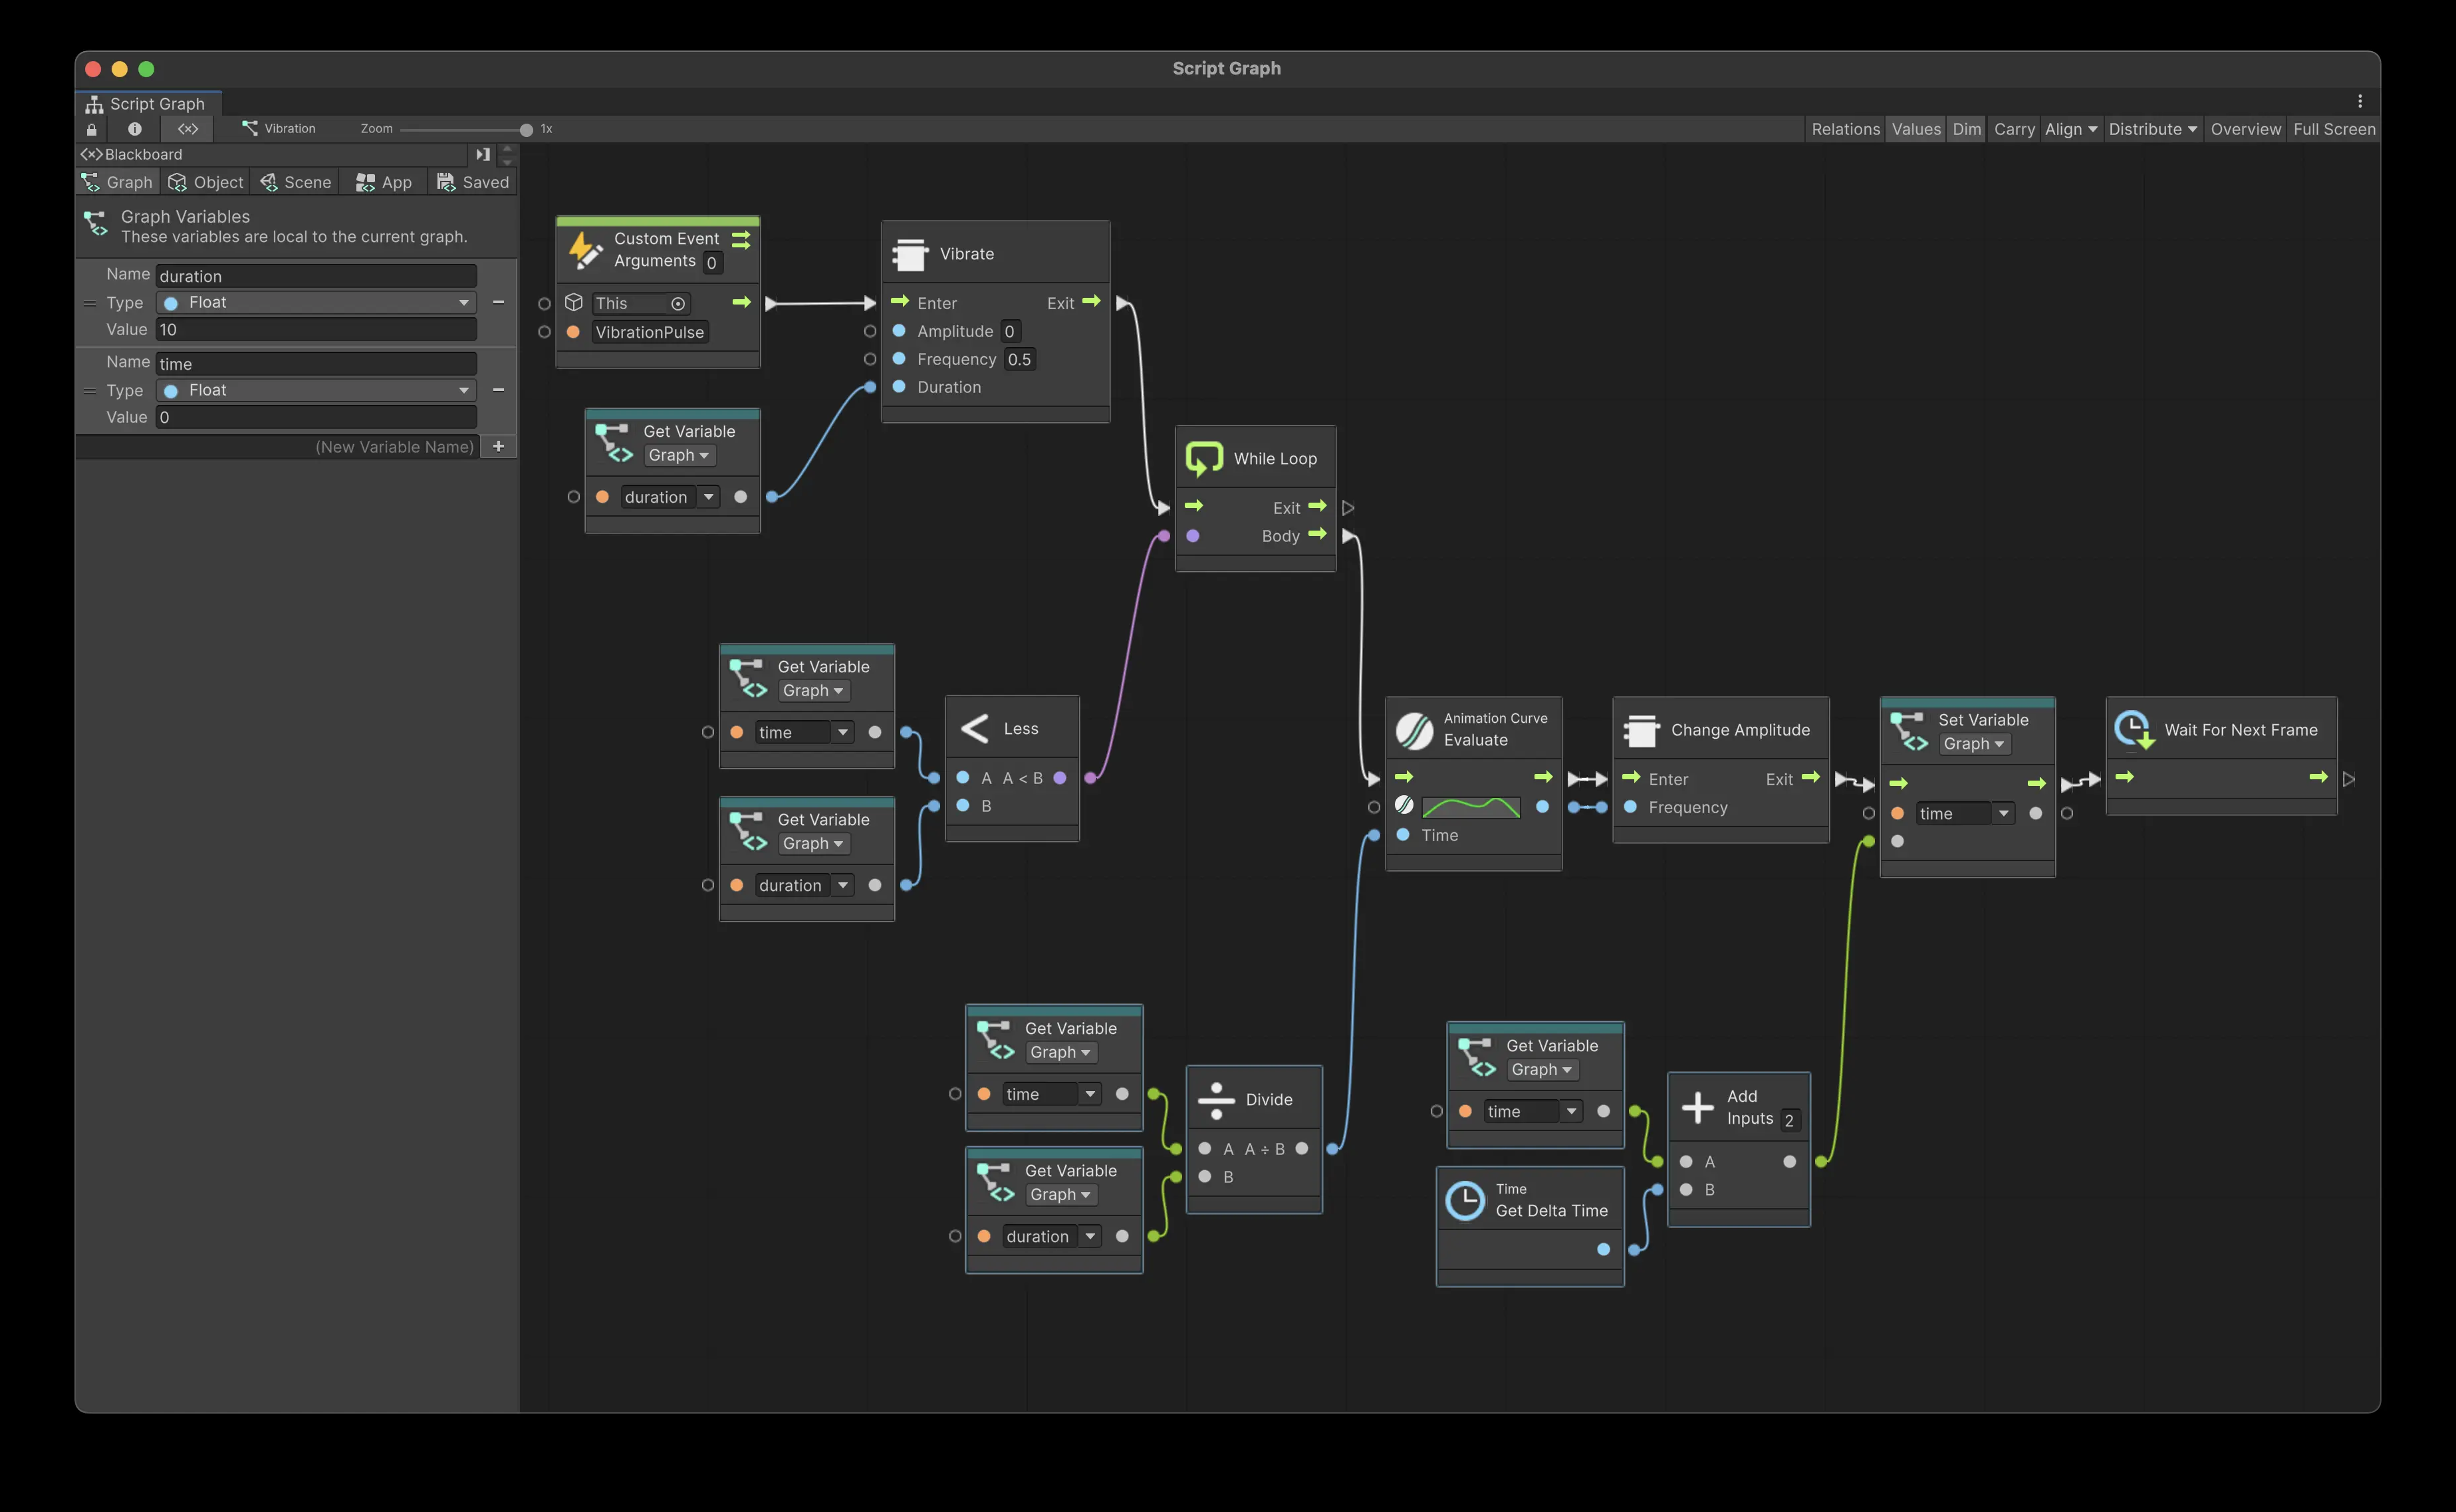 Script Graph
Script Graph
Vibration Zoom 1x Relations Values Dim Carry Align Distribute Overview Full Screen
Blackboard
Graph Object Scene App Saved
Graph Variables
These variables are local to the current graph.
Name duration
Type Float
Value 10
Name time
Type Float
Value 0
(New Variable Name) +
Custom Event
Arguments 0
This
VibrationPulse
Vibrate
Enter Exit
Amplitude 0
Frequency 0.5
Duration
Get Variable
Graph
duration
While Loop
Exit
Body
Get Variable
Graph
time
Less
A A < B
B
Get Variable
Graph
duration
Animation Curve
Evaluate
Time
Change Amplitude
Enter Exit
Frequency
Set Variable
Graph
time
Wait For Next Frame
Get Variable
Graph
time
Divide
A A ÷ B
B
Get Variable
Graph
duration
Get Variable
Graph
time
Add
Inputs 2
A
B
Time
Get Delta Time